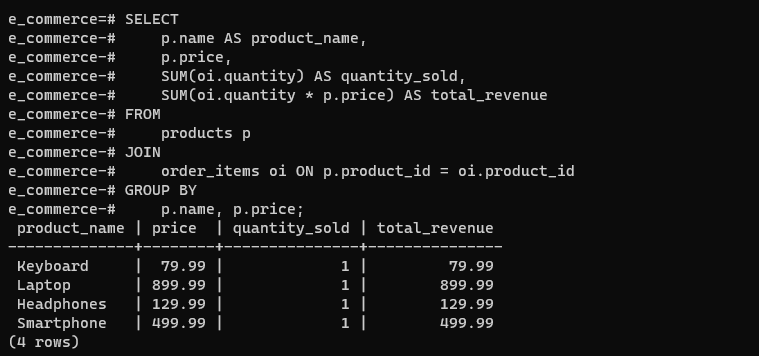 e_commerce=# SELECT
e_commerce-#     p.name AS product_name,
e_commerce-#     p.price,
e_commerce-#     SUM(oi.quantity) AS quantity_sold,
e_commerce-#     SUM(oi.quantity * p.price) AS total_revenue
e_commerce-# FROM
e_commerce-#     products p
e_commerce-# JOIN
e_commerce-#     order_items oi ON p.product_id = oi.product_id
e_commerce-# GROUP BY
e_commerce-#     p.name, p.price;
 product_name | price  | quantity_sold | total_revenue
--------------+--------+---------------+---------------
 Keyboard     |  79.99 |             1 |         79.99
 Laptop       | 899.99 |             1 |        899.99
 Headphones   | 129.99 |             1 |        129.99
 Smartphone   | 499.99 |             1 |        499.99
(4 rows)